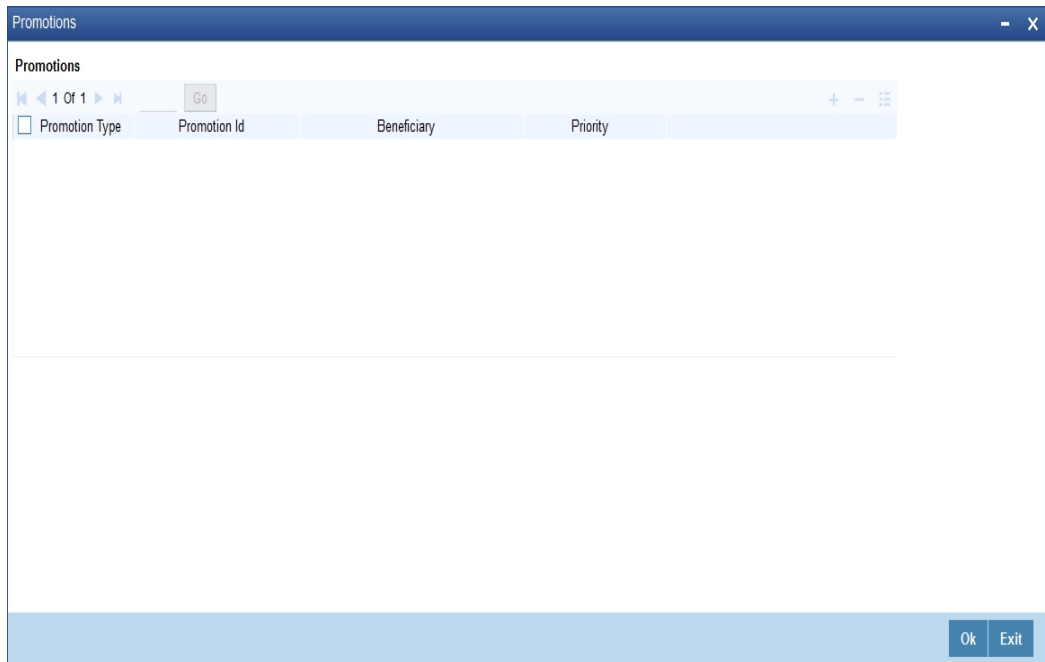 Promotions
Promotions
1 Of 1 Go
Promotion Type Promotion Id Beneficiary Priority
Ok Exit